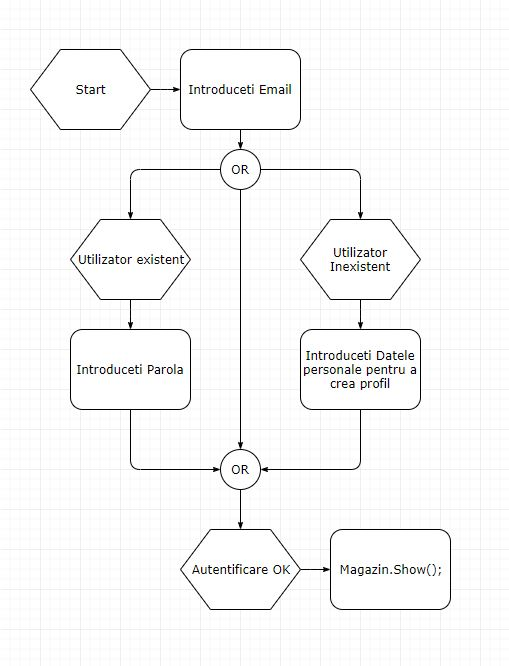 Start
Introduceti Email
OR
Utilizator existent
Utilizator
Inexistent
Introduceti Parola
Introduceti Datele
personale pentru a
crea profil
OR
Autentificare OK
Magazin.Show();